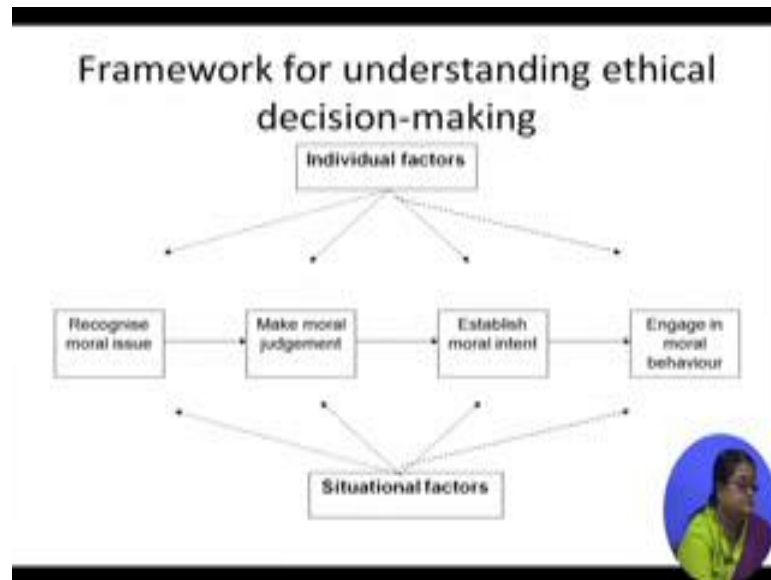 Framework for understanding ethical
decision-making
Individual factors
Recognise
moral issue
Make moral
judgement
Establish
moral intent
Engage in
moral
behaviour
Situational factors